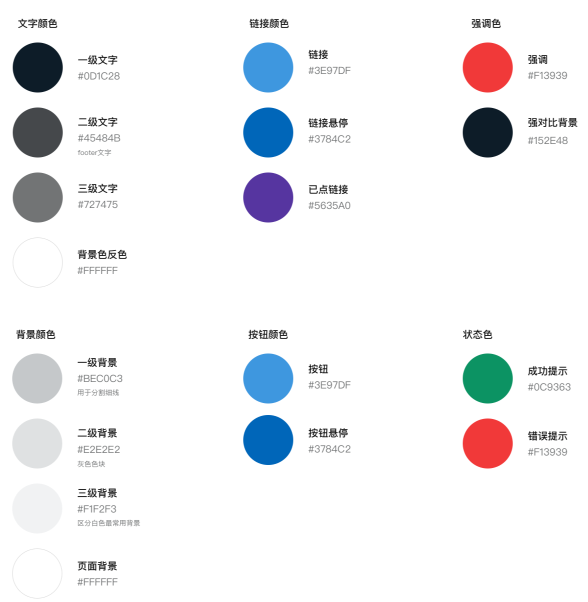 文字颜色
一级文字
#0D1C28
二级文字
#45484B
footer文字
三级文字
#727475
背景色反色
#FFFFFF
链接颜色
链接
#3E97DF
链接悬停
#3784C2
已点链接
#5635A0
强调色
强调
#F13939
强对比背景
#152E48
背景颜色
一级背景
#BEC0C3
用于分割细线
二级背景
#E2E2E2
灰色色块
三级背景
#F1F2F3
区分白色最常用背景
页面背景
#FFFFFF
按钮颜色
按钮
#3E97DF
按钮悬停
#3784C2
状态色
成功提示
#0C9363
错误提示
#F13939